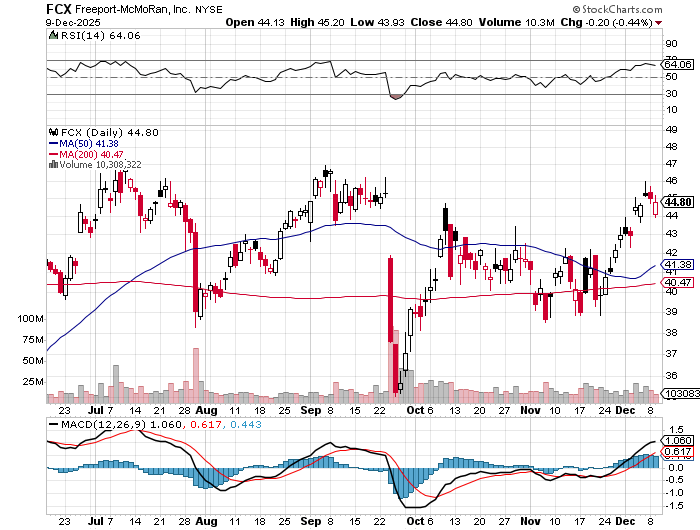 FCX Freeport-McMoRan, Inc. NYSE
© StockCharts.com
9-Dec-2025
Open 44.13 High 45.20 Low 43.93 Close 44.80 Volume 10.3M Chg -0.20 (-0.44%)
RSI(14) 64.06
90
70
64.06
50
30
10
FCX (Daily) 44.80
MA(50) 41.38
MA(200) 40.47
Volume 10,308,322
49
48
47
46
45
44.80
44
43
42
41.38
41
40.47
40
39
38
37
36
35
100M
75M
50M
25M
103083
23 Jul 7 14 21 28 Aug 11 18 25 Sep 8 15 22 Oct 6 13 20 27 Nov 10 17 24 Dec 8
MACD(12,26,9) 1.060, 0.617, 0.443
1.5
1.060
0.617
0.0
-0.5
-1.0
-1.5
23 Jul 7 14 21 28 Aug 11 18 25 Sep 8 15 22 Oct 6 13 20 27 Nov 10 17 24 Dec 8